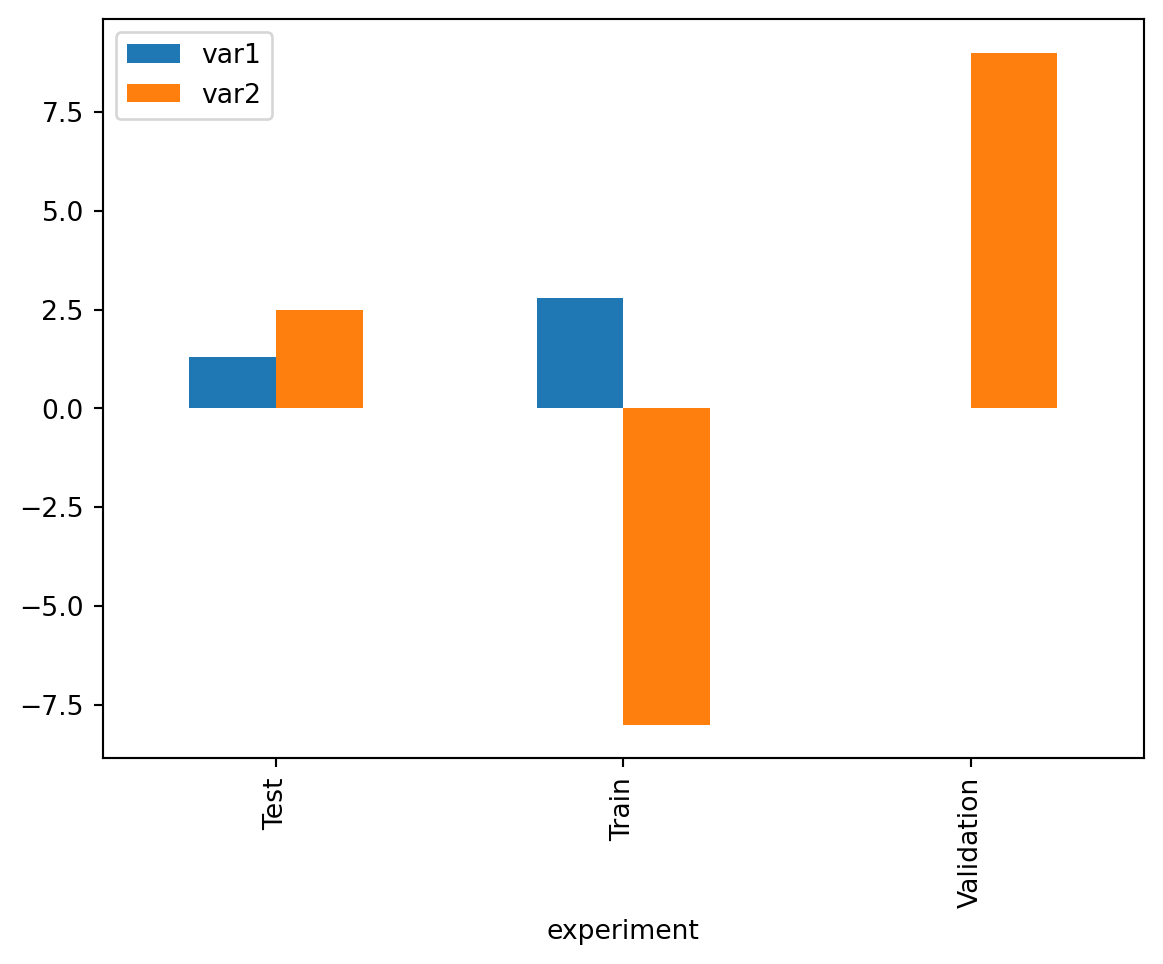 var1
var2
7.5
5.0
2.5
0.0
−2.5
−5.0
−7.5
Test
Train
Validation
experiment